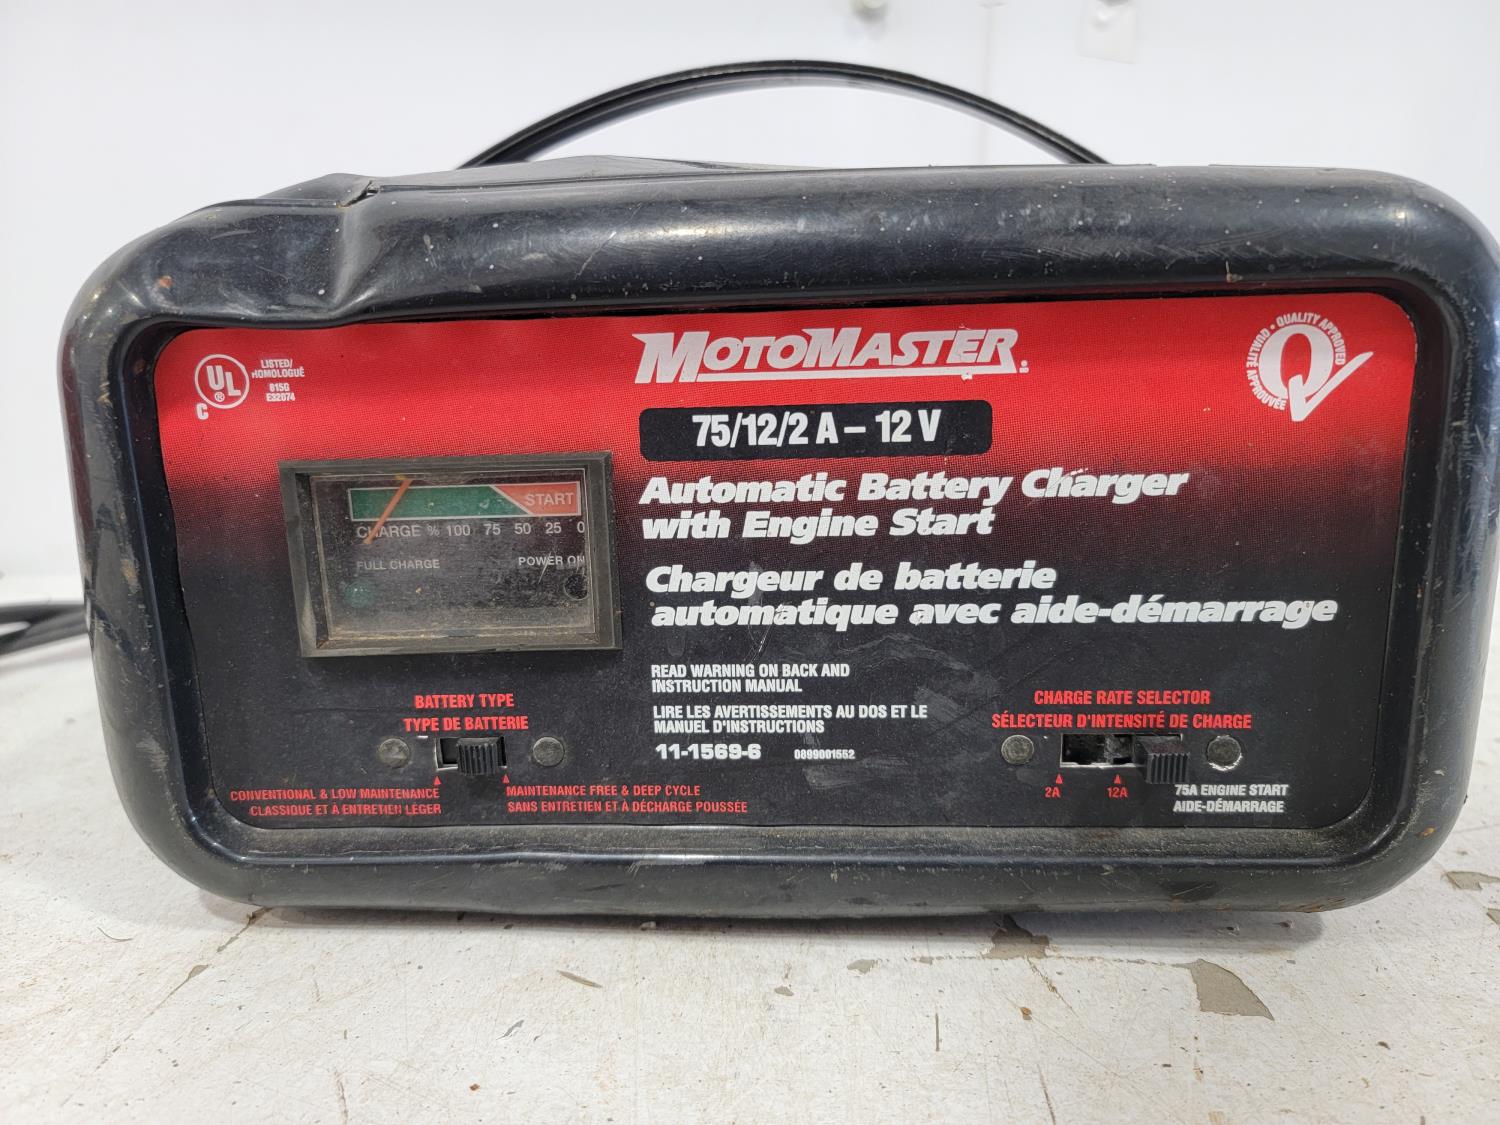 UL
®
C
LISTED/
HOMOLOGUÉ
815G
E32074
MOTOMASTER®
QUALITY APPROVED • QUALITÉ APPROUVÉE
Q
75/12/2 A – 12 V
Automatic Battery Charger
with Engine Start
Chargeur de batterie
automatique avec aide-démarrage
START
CHARGE % 100 75 50 25 0
FULL CHARGE
POWER ON
READ WARNING ON BACK AND
INSTRUCTION MANUAL
LIRE LES AVERTISSEMENTS AU DOS ET LE
MANUEL D'INSTRUCTIONS
11-1569-6 0899001552
BATTERY TYPE
TYPE DE BATTERIE
CONVENTIONAL & LOW MAINTENANCE
CLASSIQUE ET À ENTRETIEN LÉGER
MAINTENANCE FREE & DEEP CYCLE
SANS ENTRETIEN ET À DÉCHARGE POUSSÉE
CHARGE RATE SELECTOR
SÉLECTEUR D'INTENSITÉ DE CHARGE
2A
12A
75A ENGINE START
AIDE-DÉMARRAGE